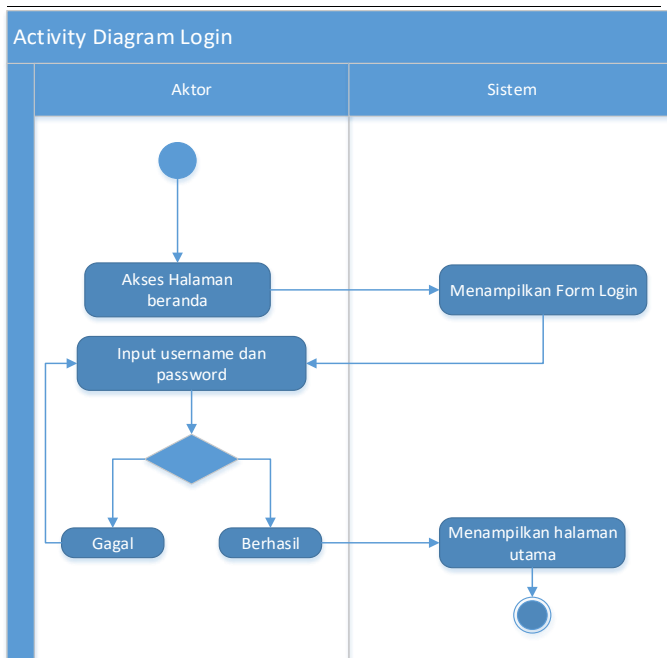 Activity Diagram Login
Aktor
Sistem
Akses Halaman
beranda
Menampilkan Form Login
Input username dan
password
Gagal
Berhasil
Menampilkan halaman
utama